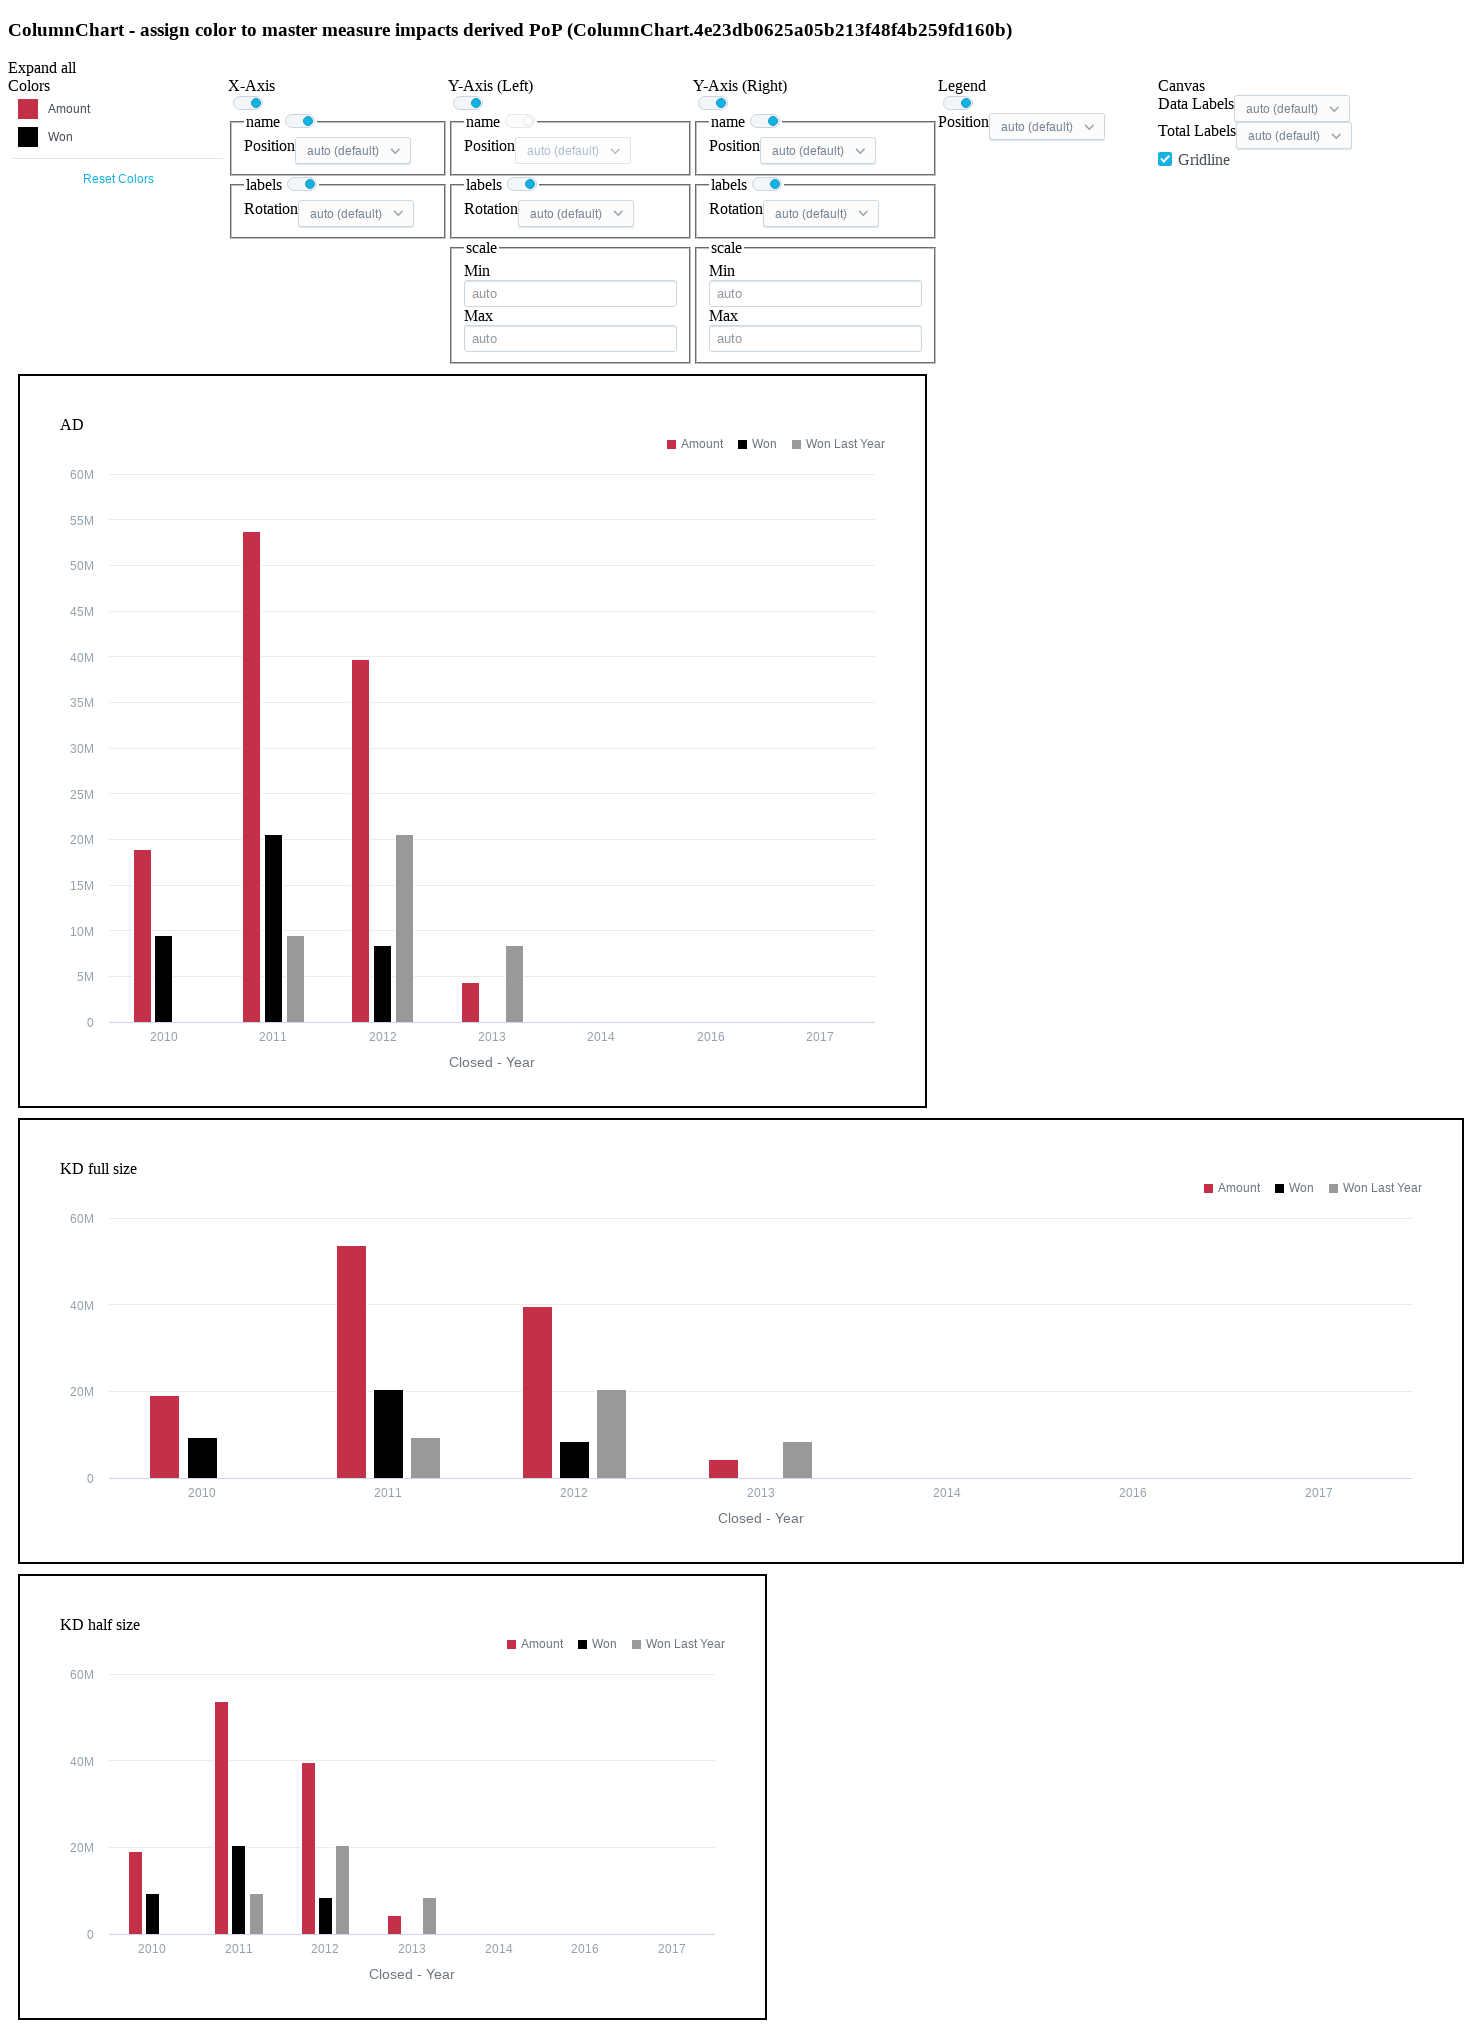 ColumnChart - assign color to master measure impacts derived PoP (ColumnChart.4e23db0625a05b213f48f4b259fd160b)
Expand all
Colors
Amount
Won
Reset Colors
X-Axis
name
Position auto (default)
labels
Rotation auto (default)
Y-Axis (Left)
name
Position auto (default)
labels
Rotation auto (default)
scale
Min
auto
Max
auto
Y-Axis (Right)
name
Position auto (default)
labels
Rotation auto (default)
scale
Min
auto
Max
auto
Legend
Position auto (default)
Canvas
Data Labels auto (default)
Total Labels auto (default)
Gridline
AD
Amount Won Won Last Year
60M
55M
50M
45M
40M
35M
30M
25M
20M
15M
10M
5M
0
2010 2011 2012 2013 2014 2016 2017
Closed - Year
KD full size
Amount Won Won Last Year
60M
40M
20M
0
2010 2011 2012 2013 2014 2016 2017
Closed - Year
KD half size
Amount Won Won Last Year
60M
40M
20M
0
2010 2011 2012 2013 2014 2016 2017
Closed - Year